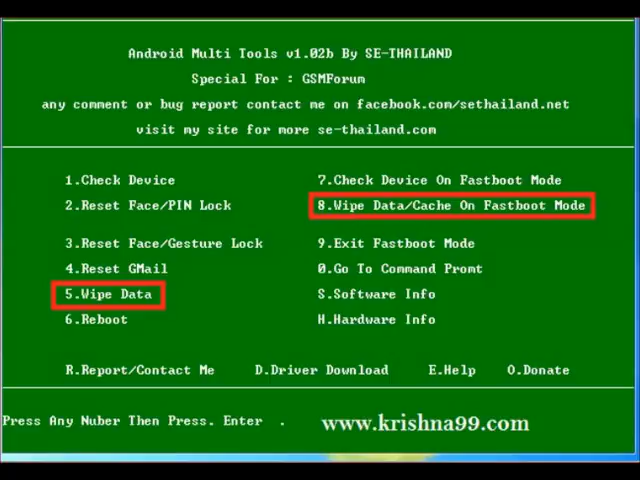 Android Multi Tools v1.02b By SE-THAILAND
Special For : GSMForum
any comment or bug report contact me on facebook.com/sethailand.net
visit my site for more se-thailand.com
1.Check Device
2.Reset Face/PIN Lock
3.Reset Face/Gesture Lock
4.Reset GMail
5.Wipe Data
6.Reboot
7.Check Device On Fastboot Mode
8.Wipe Data/Cache On Fastboot Mode
9.Exit Fastboot Mode
0.Go To Command Promt
S.Software Info
H.Hardware Info
R.Report/Contact Me D.Driver Download E.Help O.Donate
Press Any Nuber Then Press. Enter .
www.krishna99.com